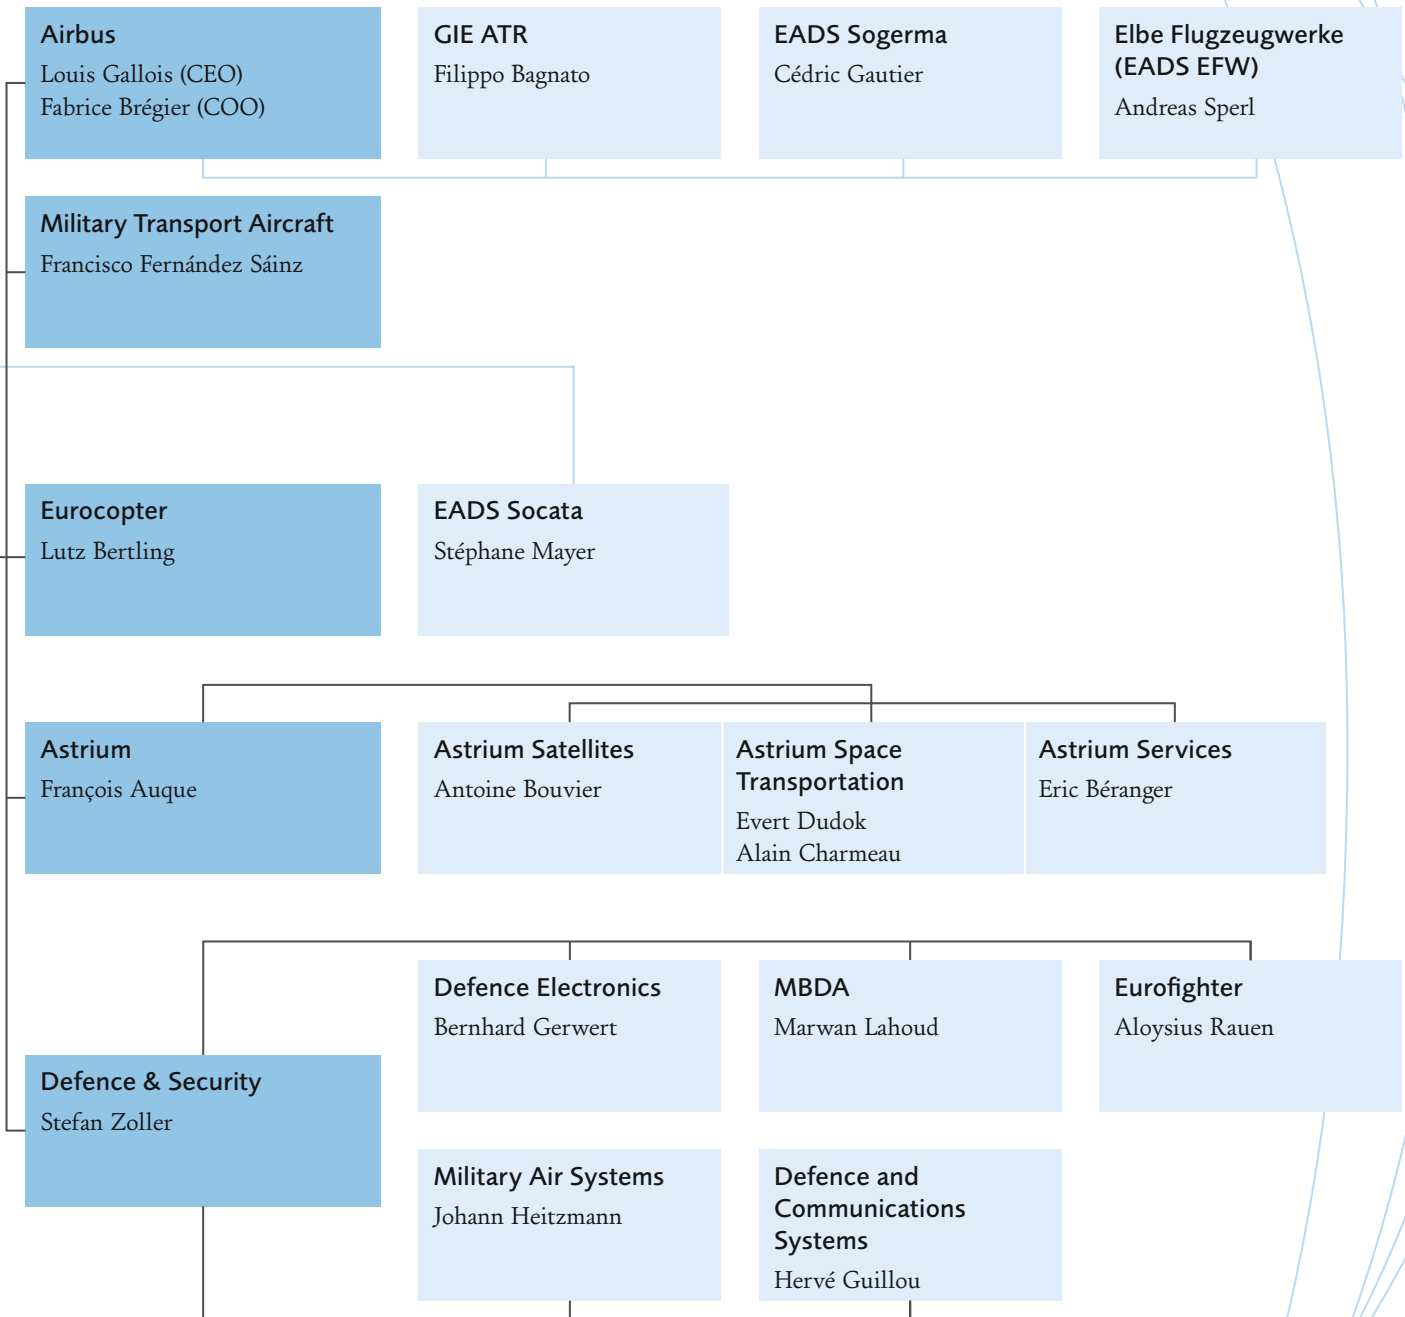 Airbus
Louis Gallois (CEO)
Fabrice Brégier (COO)
GIE ATR
Filippo Bagnato
EADS Sogerma
Cédric Gautier
Elbe Flugzeugwerke
(EADS EFW)
Andreas Sperl
Military Transport Aircraft
Francisco Fernández Sáinz
Eurocopter
Lutz Bertling
EADS Socata
Stéphane Mayer
Astrium
François Auque
Astrium Satellites
Antoine Bouvier
Astrium Space
Transportation
Evert Dudok
Alain Charmeau
Astrium Services
Eric Béranger
Defence & Security
Stefan Zoller
Defence Electronics
Bernhard Gerwert
MBDA
Marwan Lahoud
Eurofighter
Aloysius Rauen
Military Air Systems
Johann Heitzmann
Defence and
Communications
Systems
Hervé Guillou